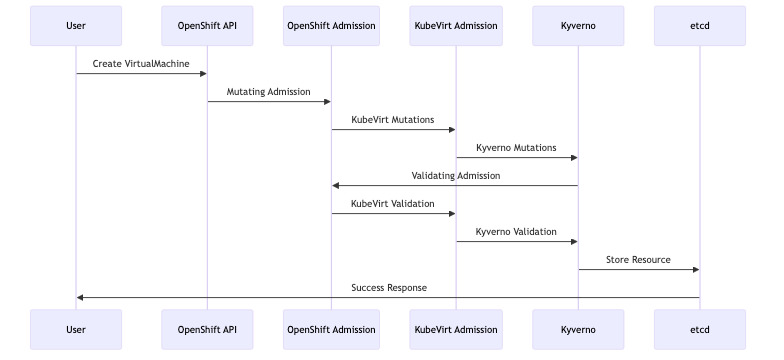 User
OpenShift API
OpenShift Admission
KubeVirt Admission
Kyverno
etcd
Create VirtualMachine
Mutating Admission
KubeVirt Mutations
Kyverno Mutations
Validating Admission
KubeVirt Validation
Kyverno Validation
Store Resource
Success Response
User
OpenShift API
OpenShift Admission
KubeVirt Admission
Kyverno
etcd